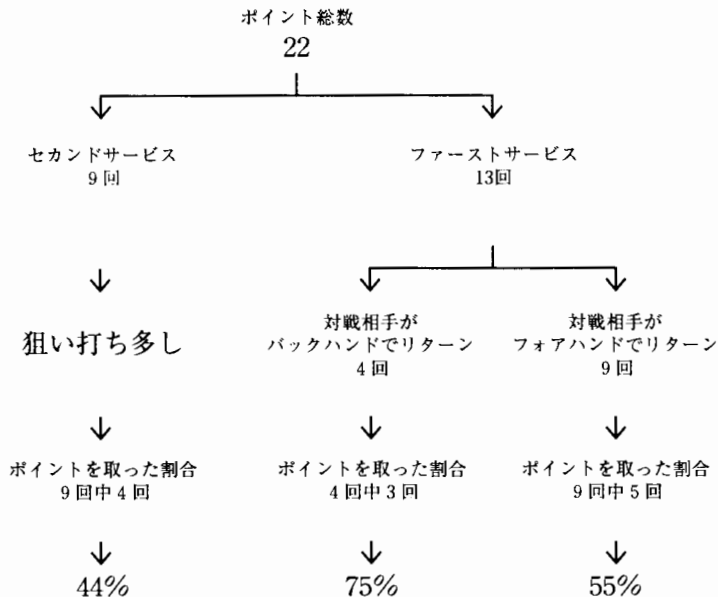 ポイント総数
22
セカンドサービス
9回
ファーストサービス
13回
狙い打ち多し
対戦相手が
バックハンドでリターン
4回
対戦相手が
フォアハンドでリターン
9回
ポイントを取った割合
9回中4回
ポイントを取った割合
4回中3回
ポイントを取った割合
9回中5回
44%
75%
55%